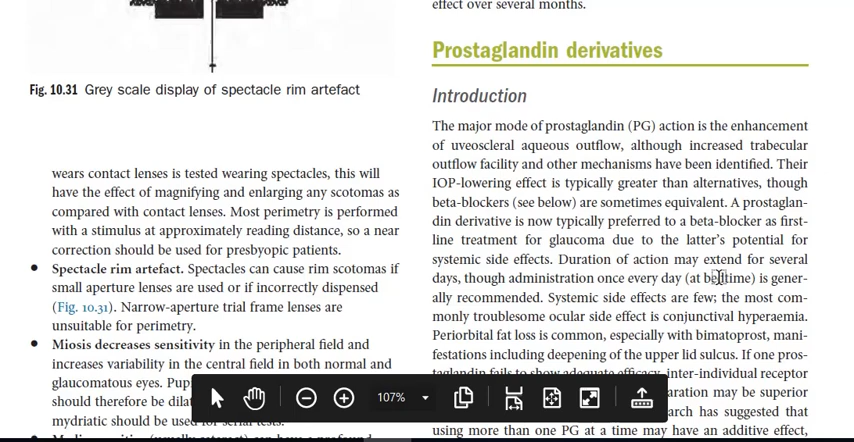 Fig. 10.31 Grey scale display of spectacle rim artefact
wears contact lenses is tested wearing spectacles, this will
have the effect of magnifying and enlarging any scotomas as
compared with contact lenses. Most perimetry is performed
with a stimulus at approximately reading distance, so a near
correction should be used for presbyopic patients.
• Spectacle rim artefact. Spectacles can cause rim scotomas if
small aperture lenses are used or if incorrectly dispensed
(Fig. 10.31). Narrow-aperture trial frame lenses are
unsuitable for perimetry.
• Miosis decreases sensitivity in the peripheral field and
increases variability in the central field in both normal and
glaucomatous eyes. Pup
should therefore be dila
mydriatic should be used
effect over several months.
Prostaglandin derivatives
Introduction
The major mode of prostaglandin (PG) action is the enhancement
of uveoscleral aqueous outflow, although increased trabecular
outflow facility and other mechanisms have been identified. Their
IOP-lowering effect is typically greater than alternatives, though
beta-blockers (see below) are sometimes equivalent. A prostaglan-
din derivative is now typically preferred to a beta-blocker as first-
line treatment for glaucoma due to the latter's potential for
systemic side effects. Duration of action may extend for several
days, though administration once every day (at bedtime) is gener-
ally recommended. Systemic side effects are few; the most com-
monly troublesome ocular side effect is conjunctival hyperaemia.
Periorbital fat loss is common, especially with bimatoprost, mani-
festations including deepening of the upper lid sulcus. If one pros-
taglandin fails to show adequate efficacy, inter-individual receptor
aration may be superior
arch has suggested that
using more than one PG at a time may have an additive effect,
107%